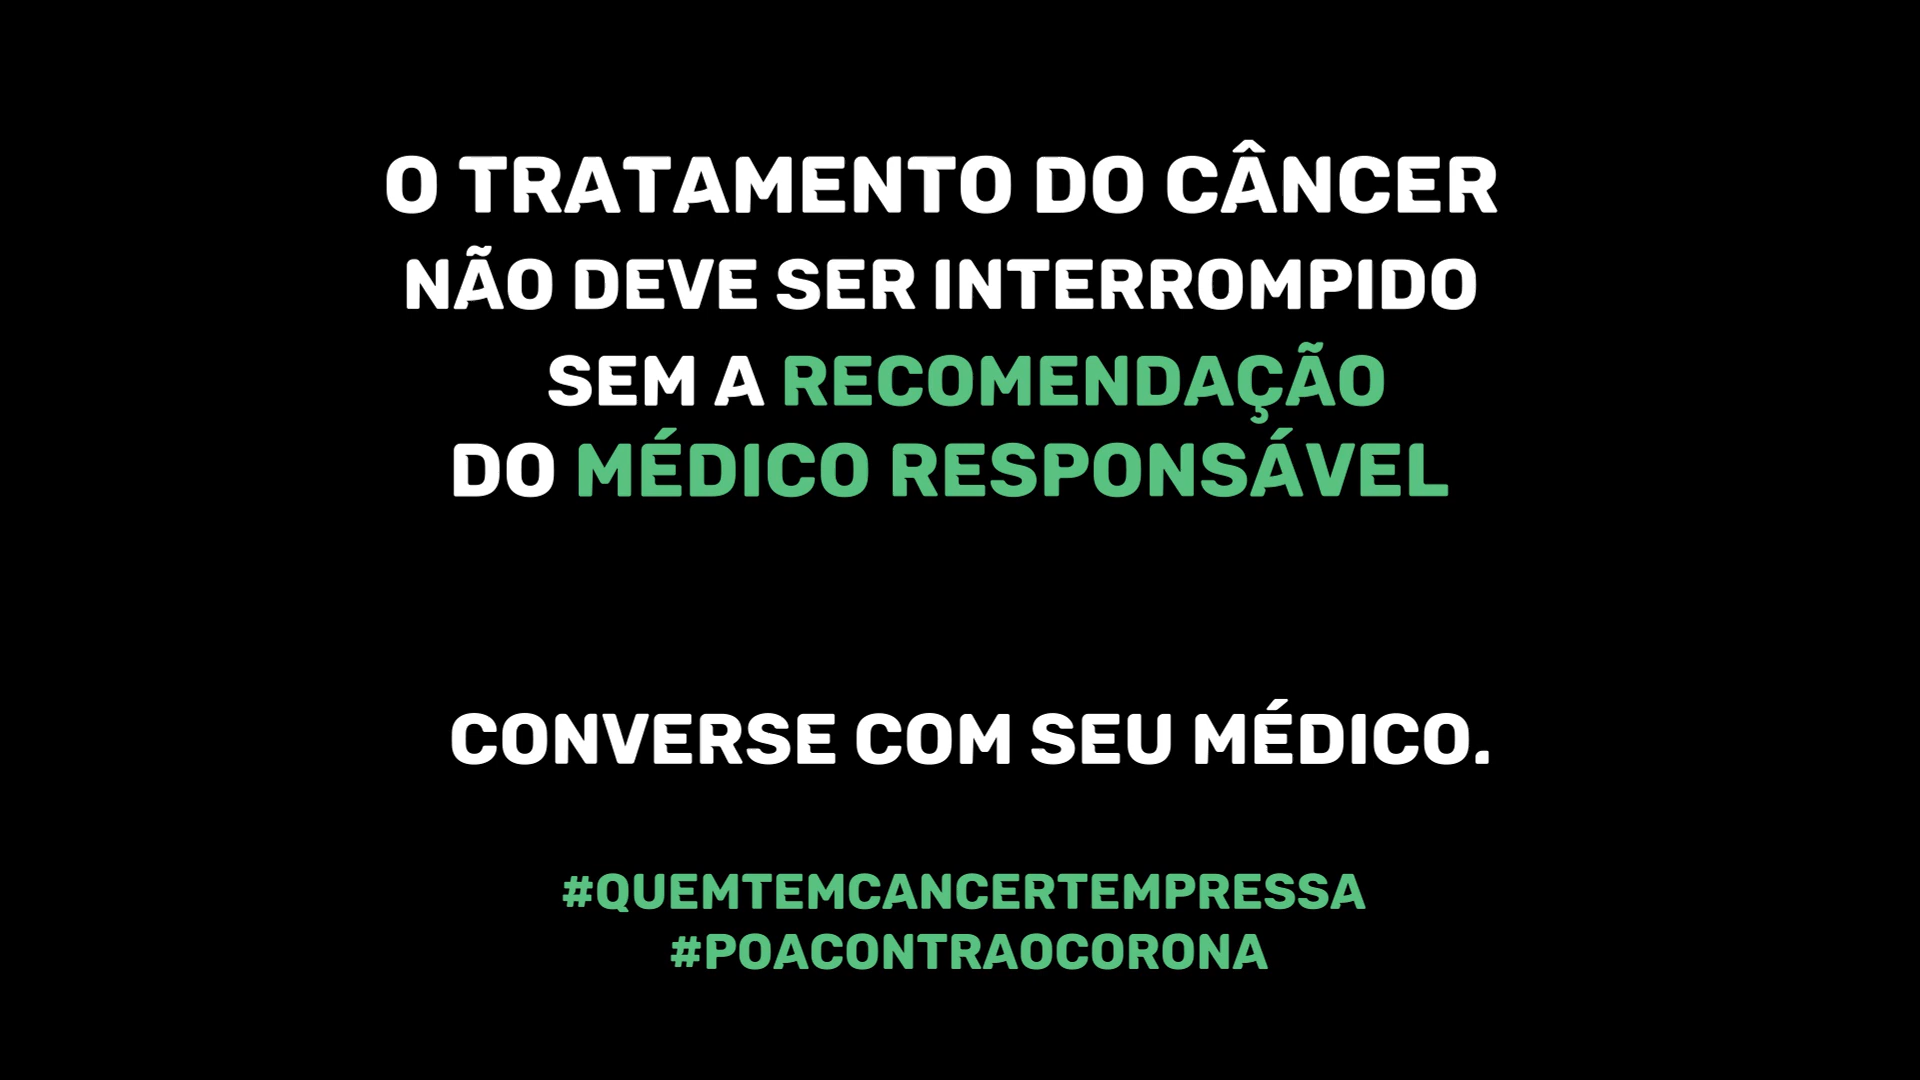 O TRATAMENTO DO CÂNCER
NÃO DEVE SER INTERROMPIDO
SEM A RECOMENDAÇÃO
DO MÉDICO RESPONSÁVEL
CONVERSE COM SEU MÉDICO.
#QUEMTEMCANCERTEMPRESSA
#POACONTRAOCORONA